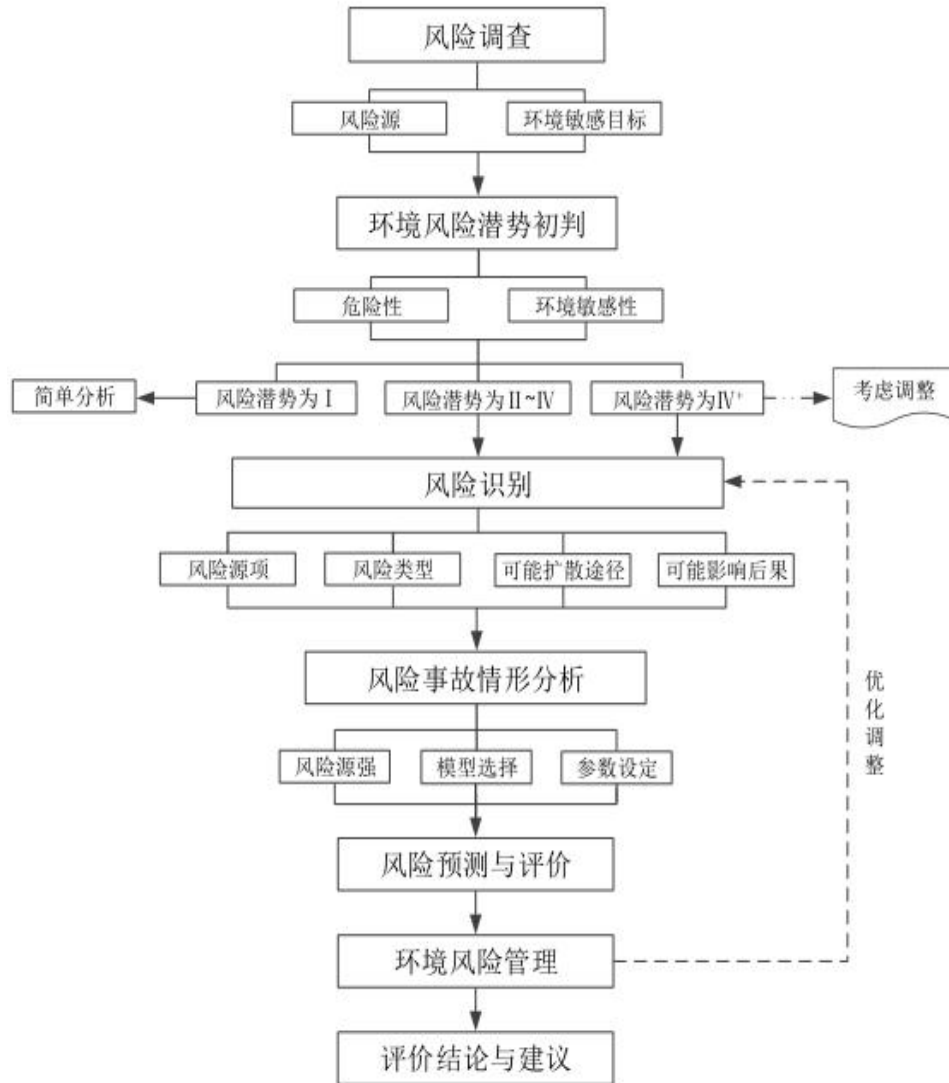 风险调查
风险源
环境敏感目标
环境风险潜势初判
危险性
环境敏感性
简单分析
风险潜势为Ⅰ
风险潜势为Ⅱ~Ⅳ
风险潜势为Ⅳ⁺
考虑调整
风险识别
风险源项
风险类型
可能扩散途径
可能影响后果
风险事故情形分析
风险源强
模型选择
参数设定
优化调整
风险预测与评价
环境风险管理
评价结论与建议